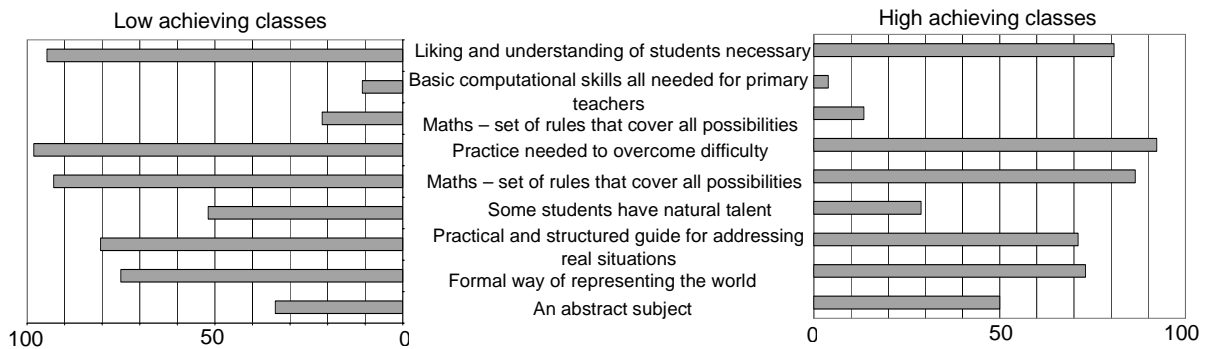 Low achieving classes
High achieving classes
Liking and understanding of students necessary
Basic computational skills all needed for primary
teachers
Maths – set of rules that cover all possibilities
Practice needed to overcome difficulty
Maths – set of rules that cover all possibilities
Some students have natural talent
Practical and structured guide for addressing
real situations
Formal way of representing the world
An abstract subject
100 50 0
0 50 100